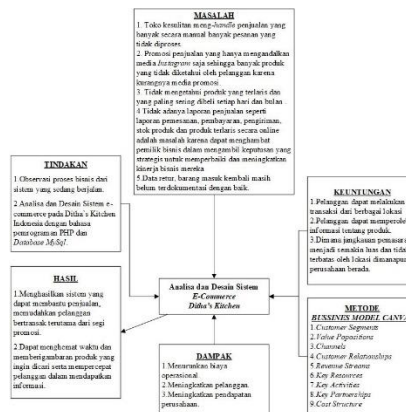 MASALAH
1. Toko kesulitan meng-handle penjualan yang
banyak secara manual banyak pesanan yang
tidak diproses.
2. Promosi penjualan yang hanya mengandalkan
media Instagram saja sehingga banyak produk
yang tidak diketahui oleh pelanggan karena
kurangnya media promosi.
3. Tidak mengetahui produk yang terlaris dan
yang paling sering dibeli setiap hari dan bulan
4. Tidak adanya laporan penjualan seperti
laporan pemesanan, pembayaran, pengiriman,
stok produk dan produk terlaris secara online
adalah masalah karena dapat menghambat
pemilik bisnis dalam mengambil keputusan yang
strategis untuk memperbaiki dan meningkatkan
kinerja bisnis mereka
5.Data retur, barang masuk kembali masih
belum terdokumentasi dengan baik.
TINDAKAN
1.Observasi proses bisnis dari
sistem yang sedang berjalan.
2.Analisa dan Desain Sistem e-
commerce pada Ditha's Kitchen
Indonesia dengan bahasa
pemrograman PHP dan
Database MySql.
HASIL
1.Menghasilkan sistem yang
dapat membantu penjualan,
memudahkan pelanggan
bertransak terutama dari segi
promosi.
2.Dapat menghemat waktu dan
memberigambaran produk yang
ingin dicari serta mempercepat
pelanggan dalam mendapatkan
informasi.
Analisa dan Desain Sistem
E-Commerce
Ditha's Kitchen
DAMPAK
1.Menurunkan biaya
operasional
2.Meningkatkan pelanggan.
3.Meningkatkan pendapatan
perusahaan.
KEUNTUNGAN
1.Pelanggan dapat melakukan
transaksi dari berbagai lokasi
2.Pelanggan dapat memperoleh
informasi tentang produk.
3.Dimana jangkauan pemasaran
menjadi semakin luas dan tidak
terbatas oleh lokasi dimanapun
perusahaan berada.
METODE
BUSSINES MODEL CANVAS
1.Customer Segments
2.Value Papositions
3.Channels
4.Customer Relationships
5.Revenue Streams
6.Key Resources
7.Key Activities
8.Key Partnerships
9.Cost Structure